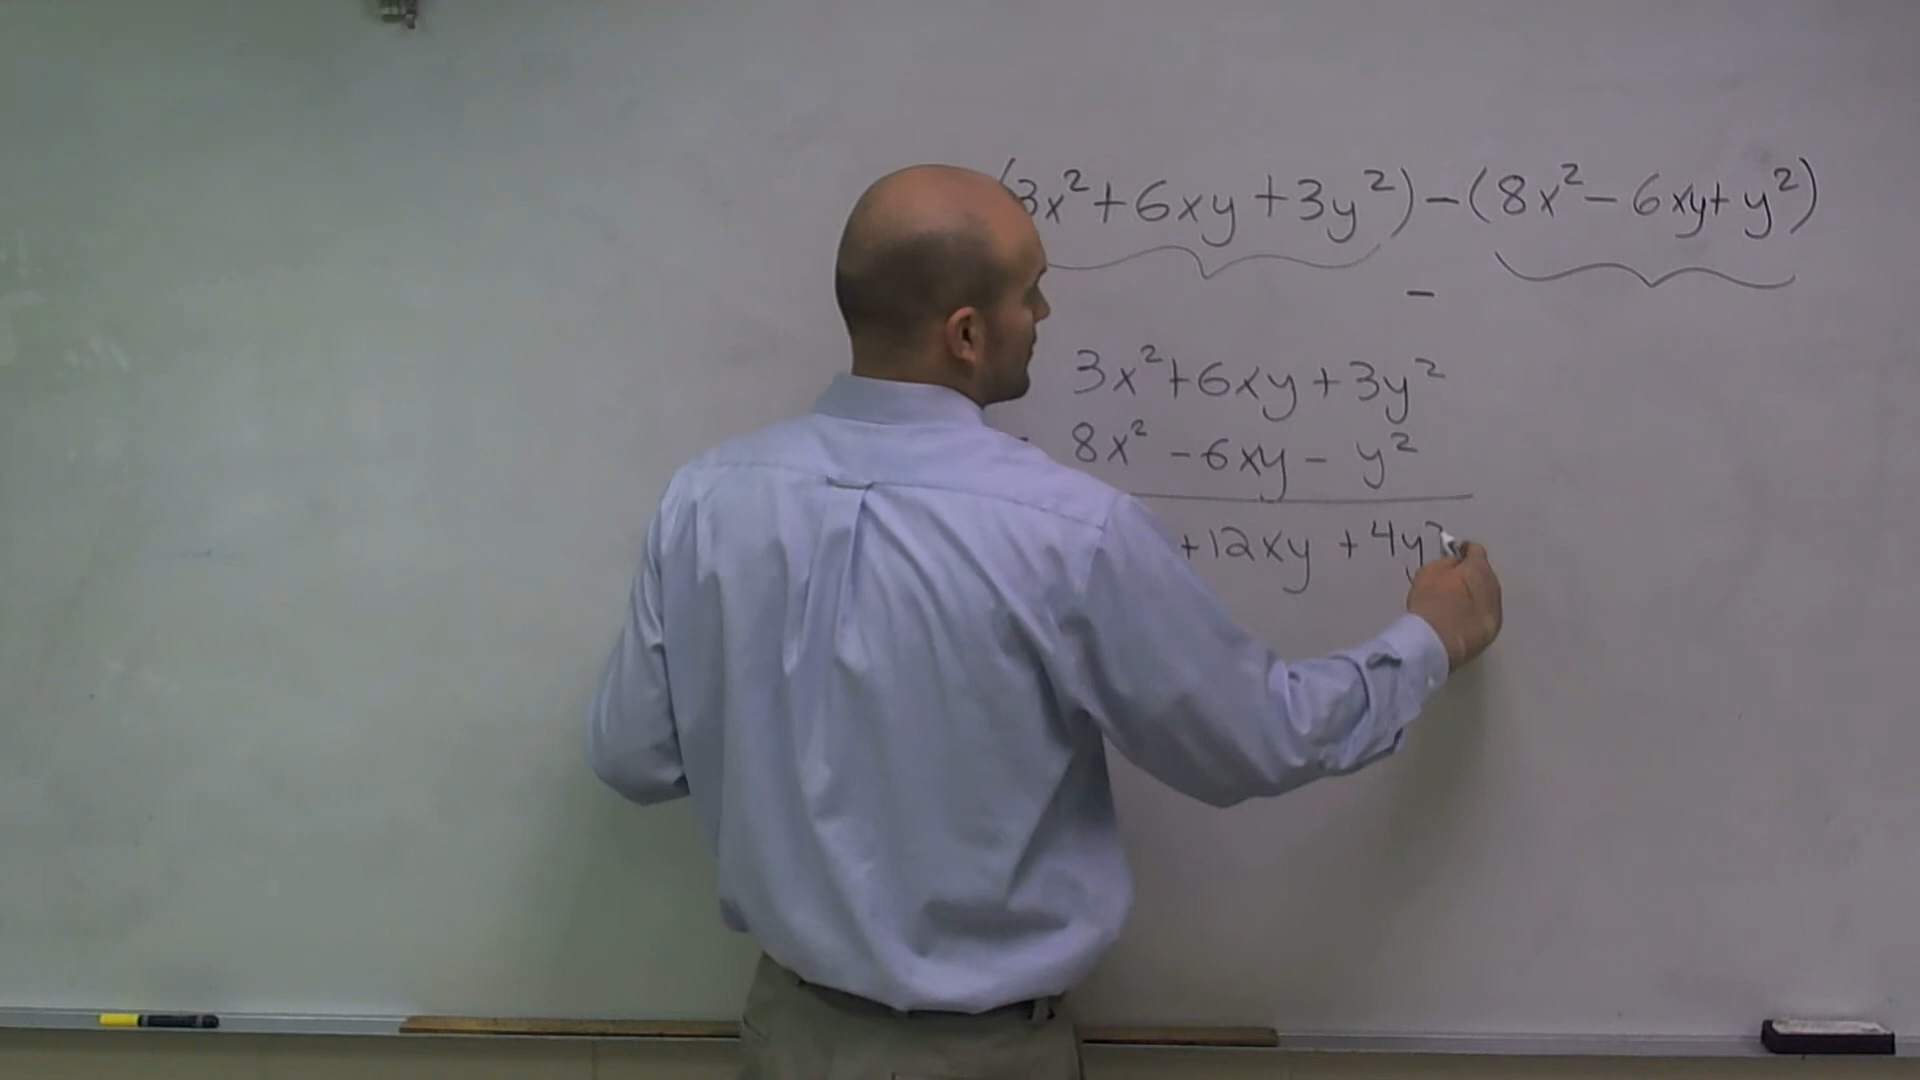 (3x²+6xy+3y²)-(8x²-6xy+y²)
-
3x²+6xy+3y²
- 8x²-6xy-y²
+12xy+4y²